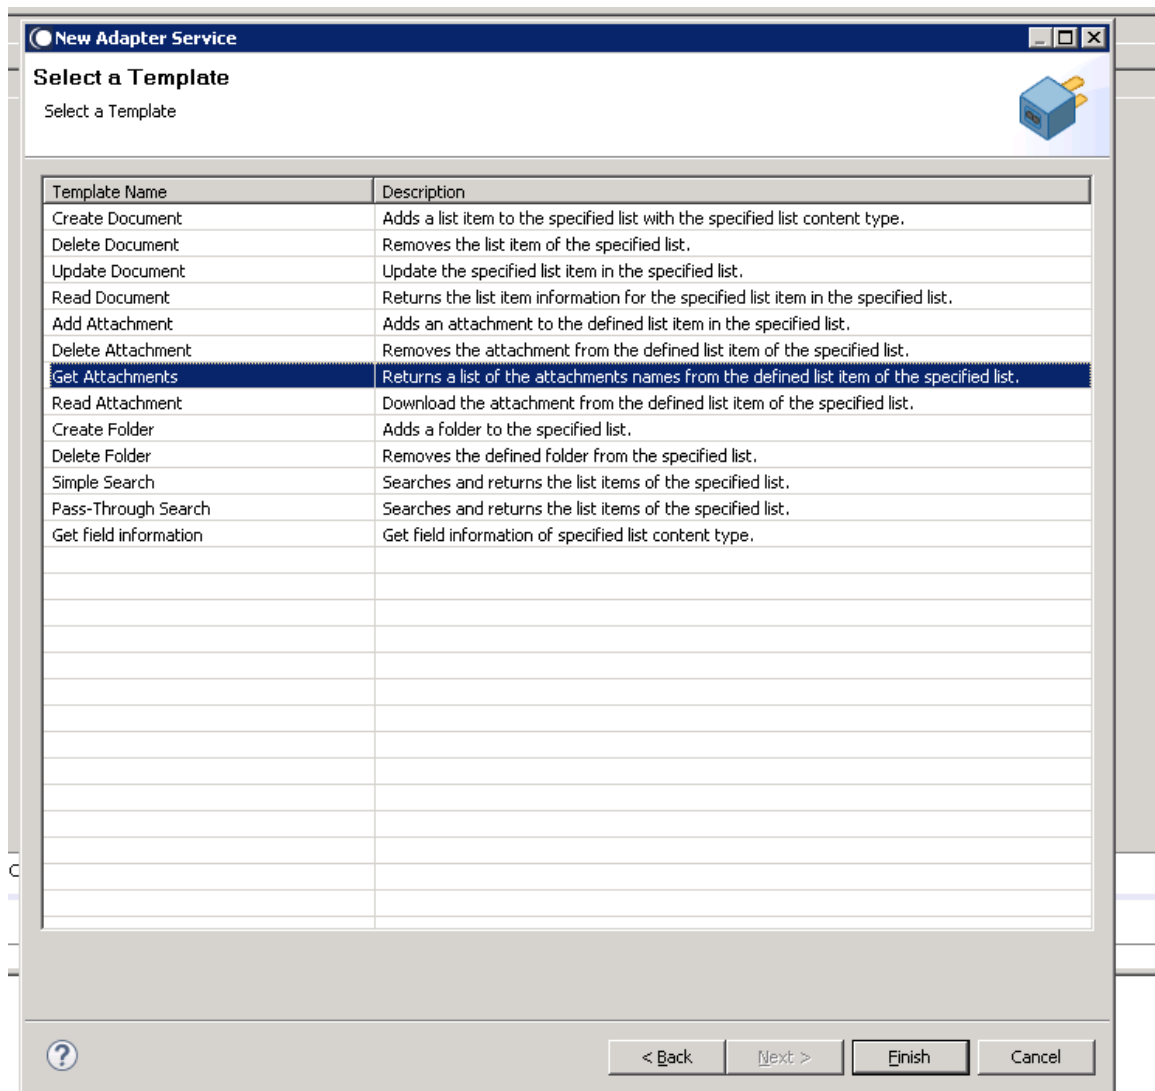 New Adapter Service
Select a Template
Select a Template
Template Name Description
Create Document Adds a list item to the specified list with the specified list content type.
Delete Document Removes the list item of the specified list.
Update Document Update the specified list item in the specified list.
Read Document Returns the list item information for the specified list item in the specified list.
Add Attachment Adds an attachment to the defined list item in the specified list.
Delete Attachment Removes the attachment from the defined list item of the specified list.
Get Attachments Returns a list of the attachments names from the defined list item of the specified list.
Read Attachment Download the attachment from the defined list item of the specified list.
Create Folder Adds a folder to the specified list.
Delete Folder Removes the defined folder from the specified list.
Simple Search Searches and returns the list items of the specified list.
Pass-Through Search Searches and returns the list items of the specified list.
Get field information Get field information of specified list content type.
? < Back Next > Finish Cancel